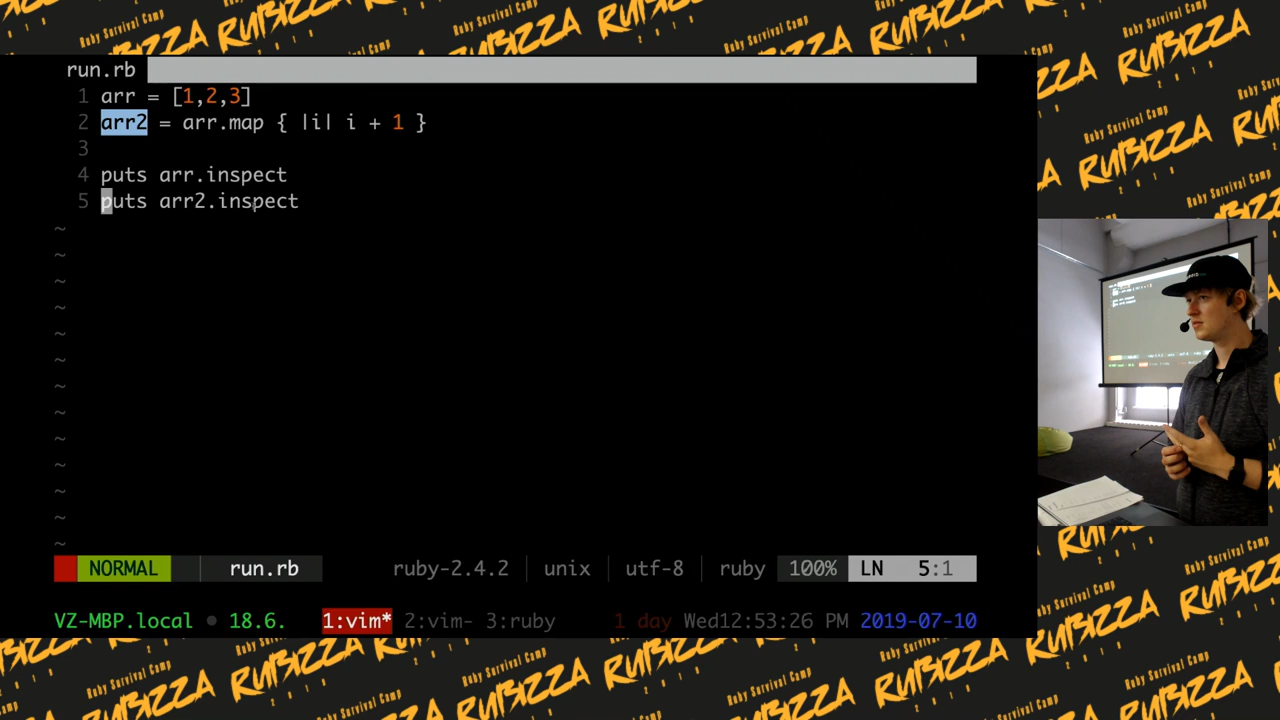 Ruby Survival Camp
RUBIZZA
2019
run.rb
1 arr = [1,2,3]
2 arr2 = arr.map { |i| i + 1 }
3
4 puts arr.inspect
5 puts arr2.inspect
~
~
~
~
~
~
~
~
~
~
~
~
~
NORMAL run.rb ruby-2.4.2 unix utf-8 ruby 100% LN 5:1
VZ-MBP.local ● 18.6. 1:vim* 2:vim- 3:ruby 1 day Wed12:53:26 PM 2019-07-10